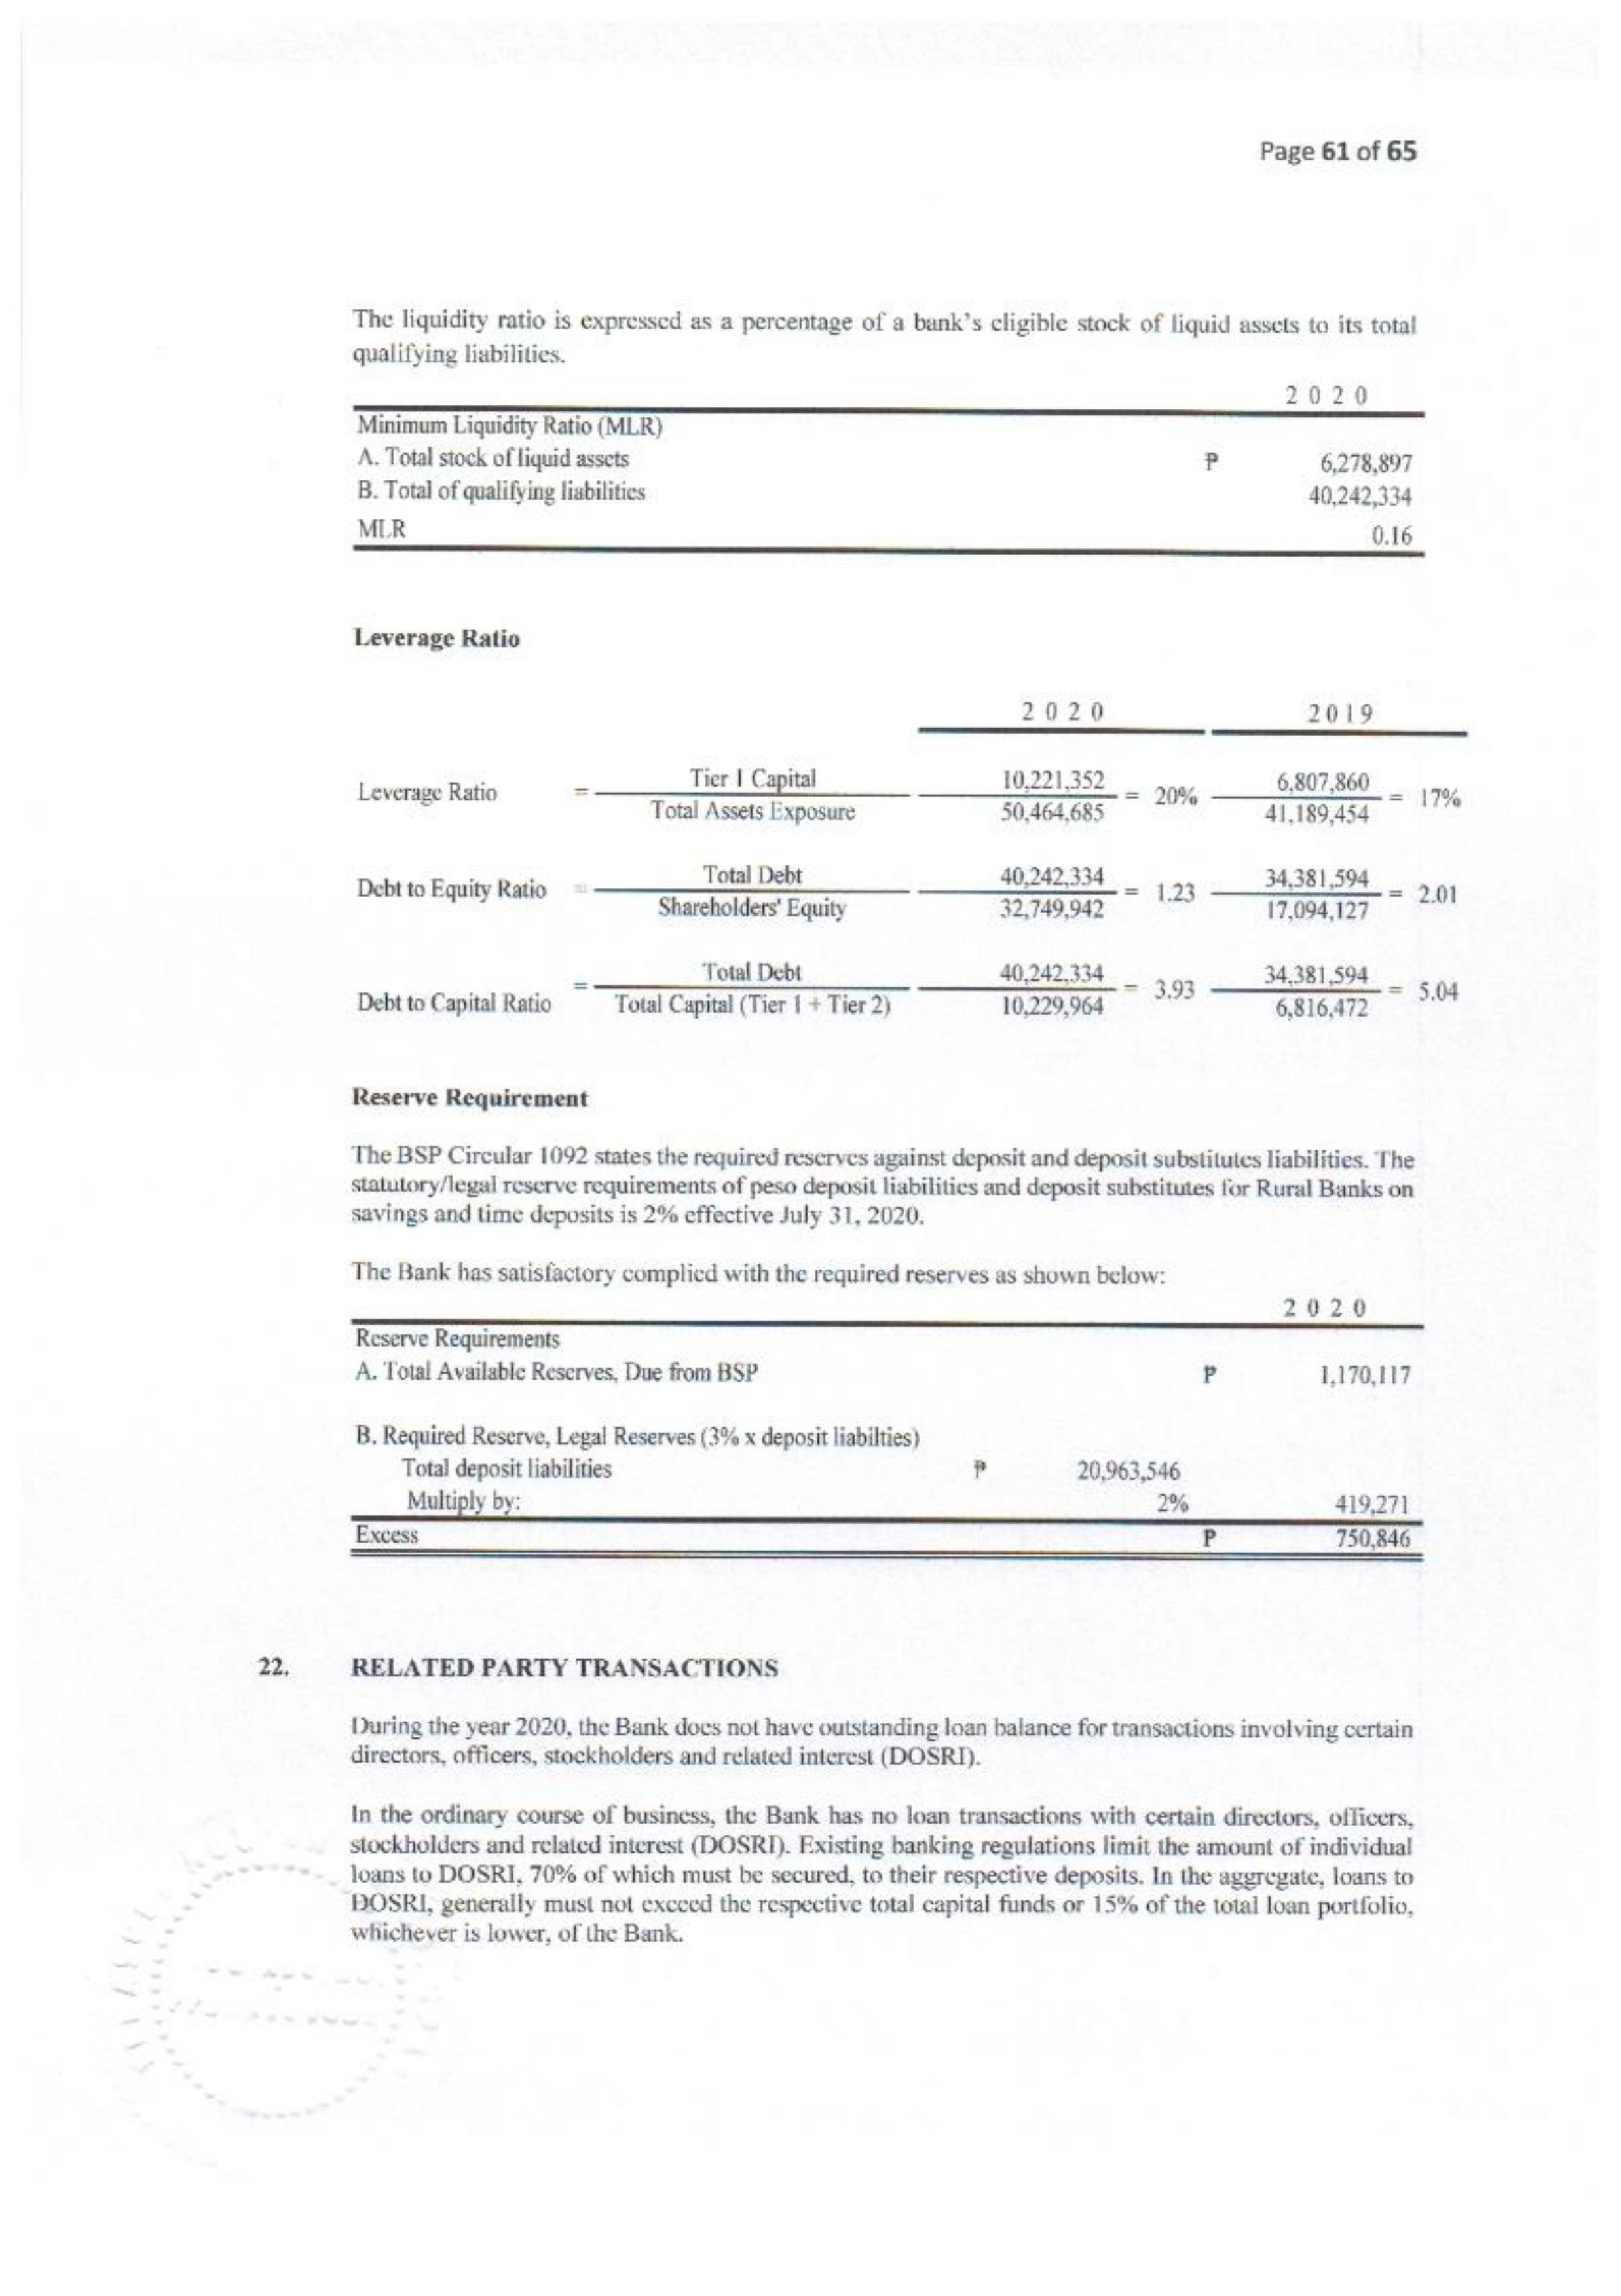 Page 61 of 65
The liquidity ratio is expressed as a percentage of a bank's eligible stock of liquid assets to its total
qualifying liabilities.
2 0 2 0
Minimum Liquidity Ratio (MLR)
A. Total stock of liquid assets ₱ 6,278,897
B. Total of qualifying liabilities 40,242,334
MLR 0.16
Leverage Ratio
2 0 2 0 2019
Tier 1 Capital 10,221,352 6,807,860
Leverage Ratio = = 20% = 17%
Total Assets Exposure 50,464,685 41,189,454
Total Debt 40,242,334 34,381,594
Debt to Equity Ratio = = 1.23 = 2.01
Shareholders' Equity 32,749,942 17,094,127
Total Debt 40,242,334 34,381,594
Debt to Capital Ratio = = 3.93 = 5.04
Total Capital (Tier 1 + Tier 2) 10,229,964 6,816,472
Reserve Requirement
The BSP Circular 1092 states the required reserves against deposit and deposit substitutes liabilities. The
statutory/legal reserve requirements of peso deposit liabilities and deposit substitutes for Rural Banks on
savings and time deposits is 2% effective July 31, 2020.
The Bank has satisfactory complied with the required reserves as shown below:
2 0 2 0
Reserve Requirements
A. Total Available Reserves, Due from BSP ₱ 1,170,117
B. Required Reserve, Legal Reserves (3% x deposit liabilties)
Total deposit liabilities ₱ 20,963,546
Multiply by: 2% 419,271
Excess ₱ 750,846
22. RELATED PARTY TRANSACTIONS
During the year 2020, the Bank does not have outstanding loan balance for transactions involving certain
directors, officers, stockholders and related interest (DOSRI).
In the ordinary course of business, the Bank has no loan transactions with certain directors, officers,
stockholders and related interest (DOSRI). Existing banking regulations limit the amount of individual
loans to DOSRI, 70% of which must be secured, to their respective deposits. In the aggregate, loans to
DOSRI, generally must not exceed the respective total capital funds or 15% of the total loan portfolio,
whichever is lower, of the Bank.